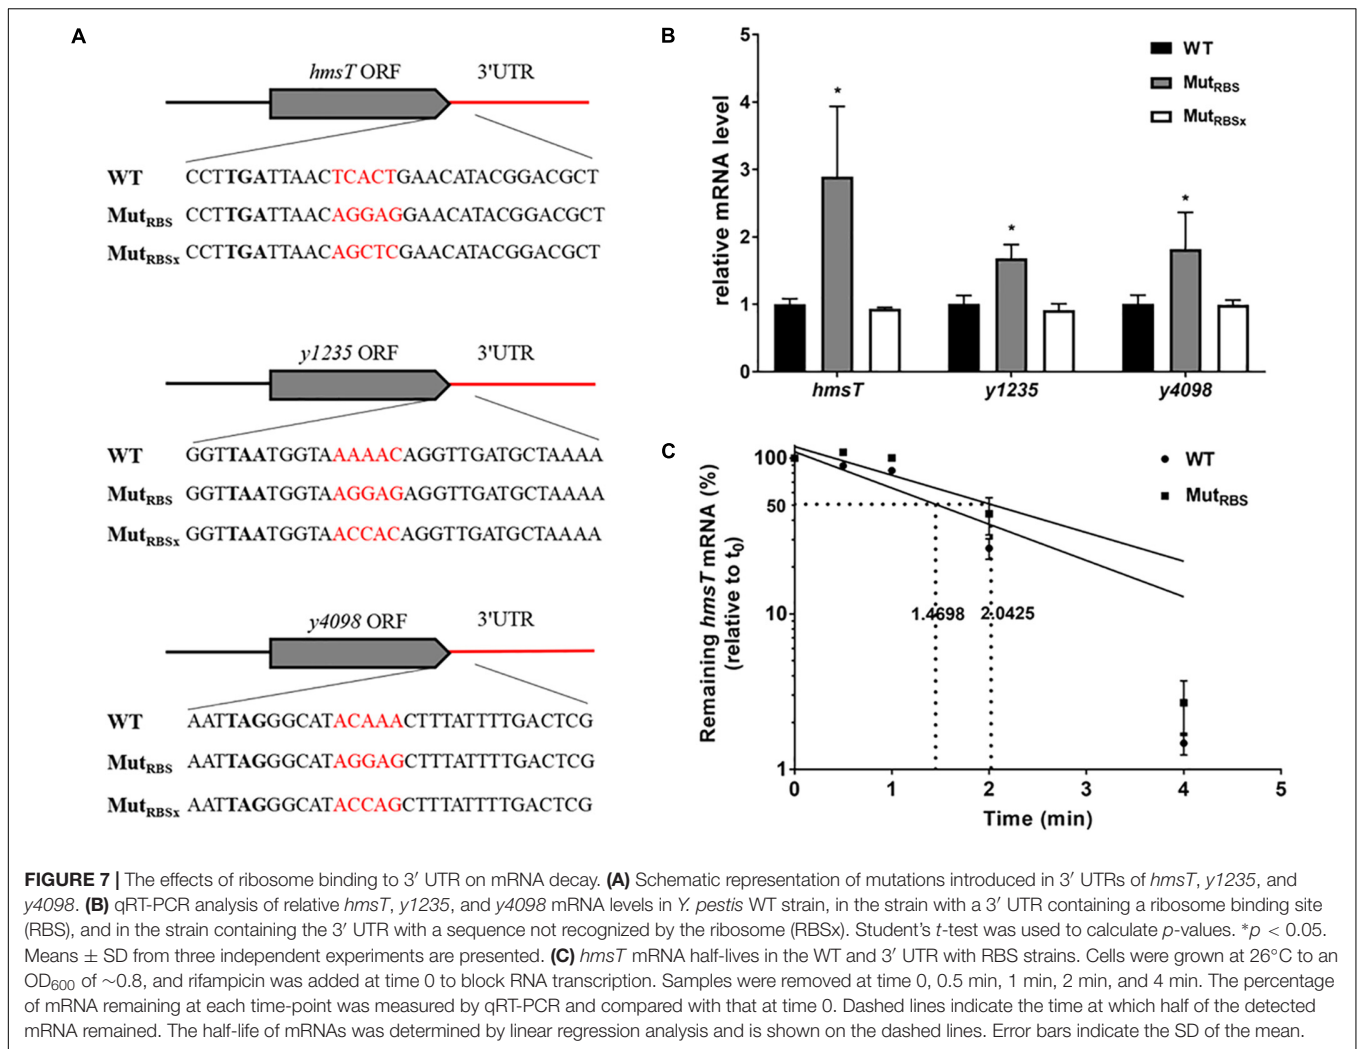 A
hmsT ORF 3'UTR
WT CCTTGATTAACTCACTGAACATACGGACGCT
MutRBS CCTTGATTAACAGGAGGAACATACGGACGCT
MutRBSx CCTTGATTAACAGCTCGAACATACGGACGCT
y1235 ORF 3'UTR
WT GGTTAATGGTAAAAACAGGTTGATGCTAAAA
MutRBS GGTTAATGGTAAGGAGAGGTTGATGCTAAAA
MutRBSx GGTTAATGGTAACCACAGGTTGATGCTAAAA
y4098 ORF 3'UTR
WT AATTAGGGCATACAAACTTTATTTTGACTCG
MutRBS AATTAGGGCATAGGAGCTTTATTTTGACTCG
MutRBSx AATTAGGGCATACCAGCTTTATTTTGACTCG
B
relative mRNA level
5
4
3
2
1
0
* * *
hmsT y1235 y4098
WT
MutRBS
MutRBSx
C
Remaining hmsT mRNA (%)
(relative to t0)
100
50
10
1
1.4698 2.0425
0 1 2 3 4 5
Time (min)
WT
MutRBS
FIGURE 7 | The effects of ribosome binding to 3′ UTR on mRNA decay. (A) Schematic representation of mutations introduced in 3′ UTRs of hmsT, y1235, and
y4098. (B) qRT-PCR analysis of relative hmsT, y1235, and y4098 mRNA levels in Y. pestis WT strain, in the strain with a 3′ UTR containing a ribosome binding site
(RBS), and in the strain containing the 3′ UTR with a sequence not recognized by the ribosome (RBSx). Student's t-test was used to calculate p-values. *p < 0.05.
Means ± SD from three independent experiments are presented. (C) hmsT mRNA half-lives in the WT and 3′ UTR with RBS strains. Cells were grown at 26°C to an
OD600 of ~0.8, and rifampicin was added at time 0 to block RNA transcription. Samples were removed at time 0, 0.5 min, 1 min, 2 min, and 4 min. The percentage
of mRNA remaining at each time-point was measured by qRT-PCR and compared with that at time 0. Dashed lines indicate the time at which half of the detected
mRNA remained. The half-life of mRNAs was determined by linear regression analysis and is shown on the dashed lines. Error bars indicate the SD of the mean.